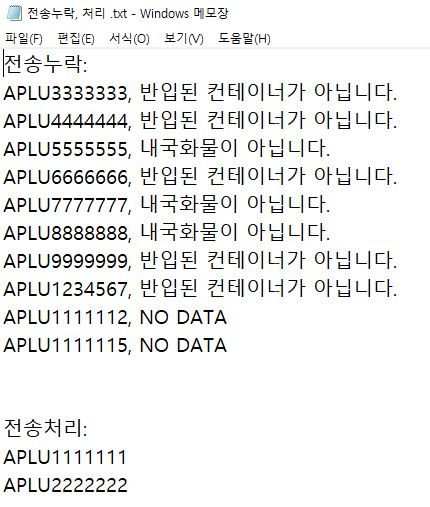 전송누락, 처리 .txt - Windows 메모장
파일(F) 편집(E) 서식(O) 보기(V) 도움말(H)
전송누락:
APLU3333333, 반입된 컨테이너가 아닙니다.
APLU4444444, 반입된 컨테이너가 아닙니다.
APLU5555555, 내국화물이 아닙니다.
APLU6666666, 반입된 컨테이너가 아닙니다.
APLU7777777, 내국화물이 아닙니다.
APLU8888888, 내국화물이 아닙니다.
APLU9999999, 반입된 컨테이너가 아닙니다.
APLU1234567, 반입된 컨테이너가 아닙니다.
APLU1111112, NO DATA
APLU1111115, NO DATA
전송처리:
APLU1111111
APLU2222222